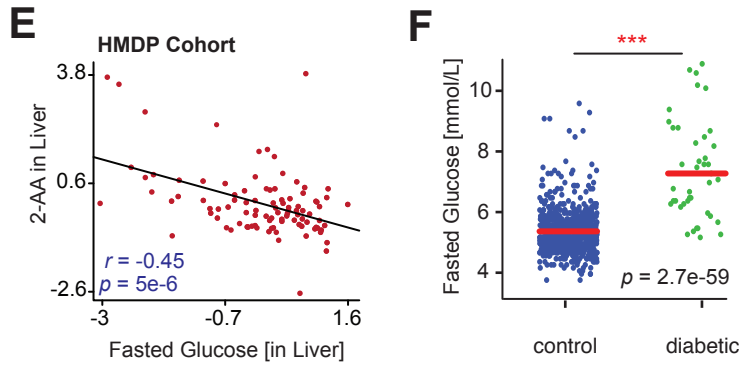 E
HMDP Cohort
3.8
0.6
-2.6
2-AA in Liver
r = -0.45
p = 5e-6
-3
-0.7
1.6
Fasted Glucose [in Liver]
F
***
10
8
6
4
Fasted Glucose [mmol/L]
p = 2.7e-59
control
diabetic